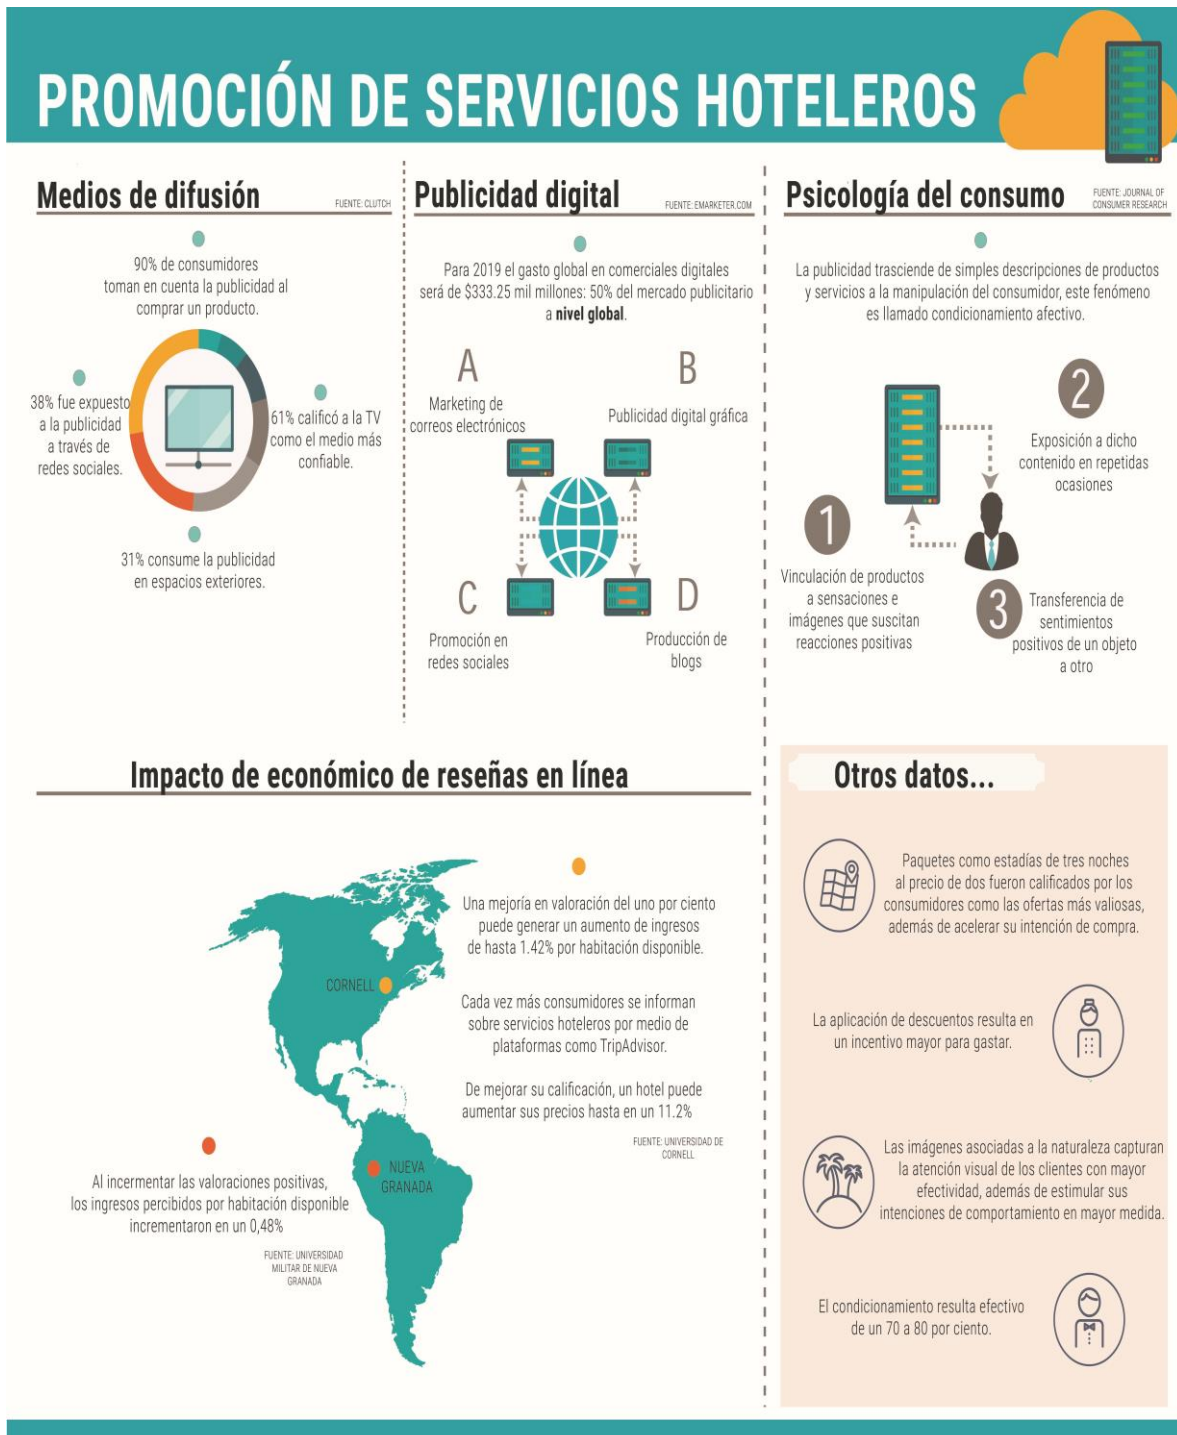 PROMOCIÓN DE SERVICIOS HOTELEROS
Medios de difusión
FUENTE: CLUTCH
90% de consumidores
toman en cuenta la publicidad al
comprar un producto.
38% fue expuesto
a la publicidad
a través de
redes sociales.
61% calificó a la TV
como el medio más
confiable.
31% consume la publicidad
en espacios exteriores.
Publicidad digital
FUENTE: EMARKETER.COM
Para 2019 el gasto global en comerciales digitales
será de $333.25 mil millones: 50% del mercado publicitario
a nivel global.
A
Marketing de
correos electrónicos
B
Publicidad digital gráfica
C
Promoción en
redes sociales
D
Producción de
blogs
Psicología del consumo
FUENTE: JOURNAL OF
CONSUMER RESEARCH
La publicidad trasciende de simples descripciones de productos
y servicios a la manipulación del consumidor, este fenómeno
es llamado condicionamiento afectivo.
1
Vinculación de productos
a sensaciones e
imágenes que suscitan
reacciones positivas
2
Exposición a dicho
contenido en repetidas
ocasiones
3
Transferencia de
sentimientos
positivos de un objeto
a otro
Impacto de económico de reseñas en línea
Una mejoría en valoración del uno por ciento
puede generar un aumento de ingresos
de hasta 1.42% por habitación disponible.
CORNELL
Cada vez más consumidores se informan
sobre servicios hoteleros por medio de
plataformas como TripAdvisor.
De mejorar su calificación, un hotel puede
aumentar sus precios hasta en un 11.2%
FUENTE: UNIVERSIDAD DE
CORNELL
NUEVA
GRANADA
Al incermentar las valoraciones positivas,
los ingresos percibidos por habitación disponible
incrementaron en un 0,48%
FUENTE: UNIVERSIDAD
MILITAR DE NUEVA
GRANADA
Otros datos...
Paquetes como estadías de tres noches
al precio de dos fueron calificados por los
consumidores como las ofertas más valiosas,
además de acelerar su intención de compra.
La aplicación de descuentos resulta en
un incentivo mayor para gastar.
Las imágenes asociadas a la naturaleza capturan
la atención visual de los clientes con mayor
efectividad, además de estimular sus
intenciones de comportamiento en mayor medida.
El condicionamiento resulta efectivo
de un 70 a 80 por ciento.